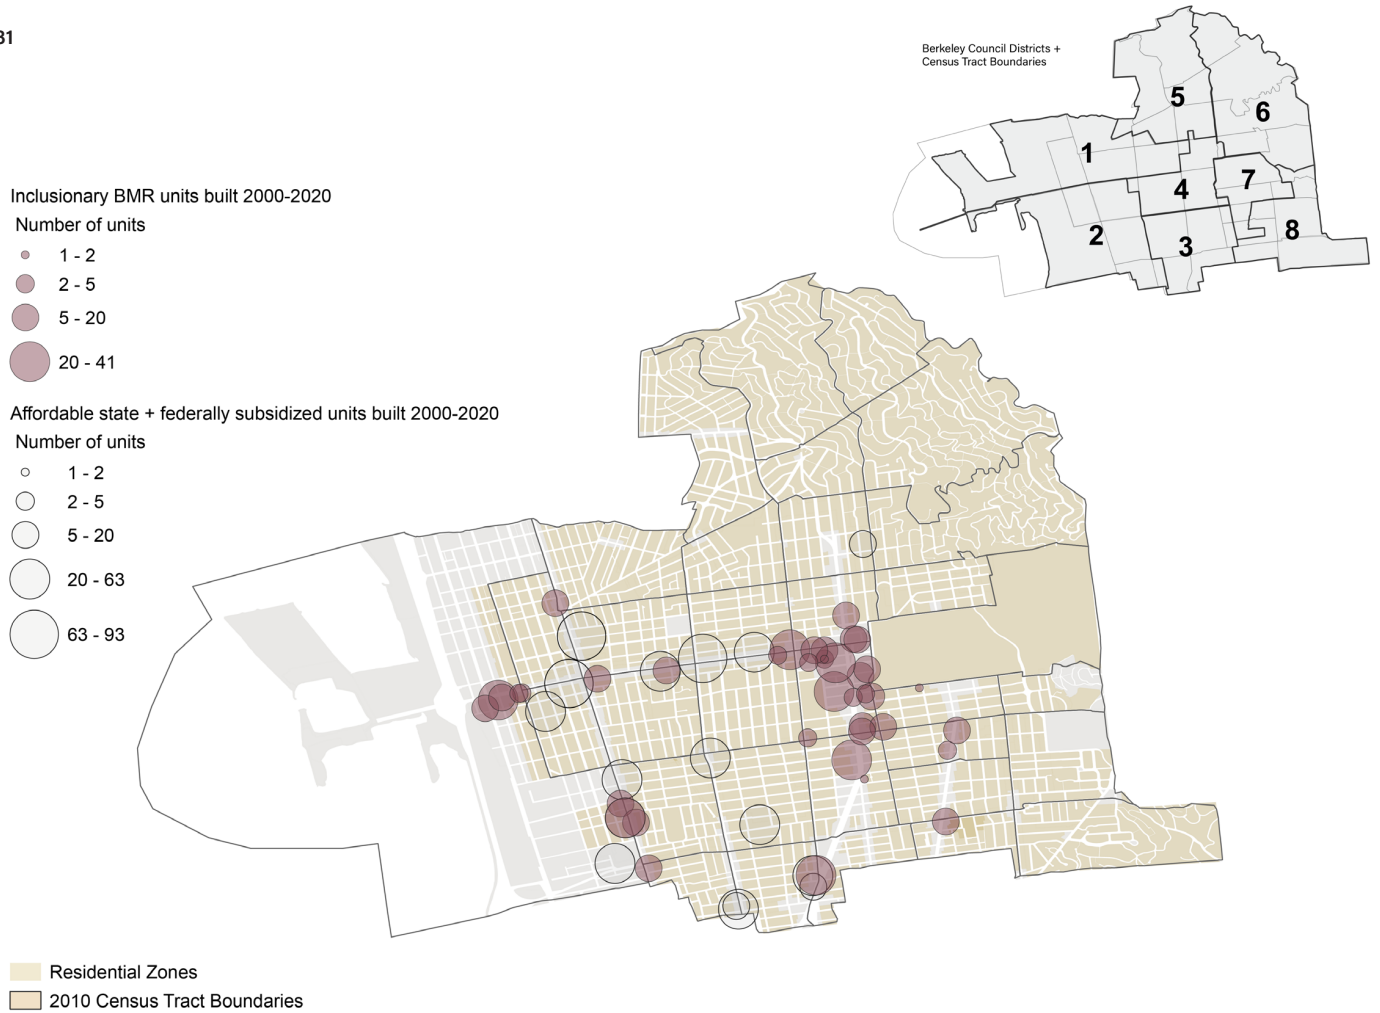 31
Berkeley Council Districts +
Census Tract Boundaries
5
6
1
7
4
2
3
8
Inclusionary BMR units built 2000-2020
Number of units
1 - 2
2 - 5
5 - 20
20 - 41
Affordable state + federally subsidized units built 2000-2020
Number of units
1 - 2
2 - 5
5 - 20
20 - 63
63 - 93
Residential Zones
2010 Census Tract Boundaries